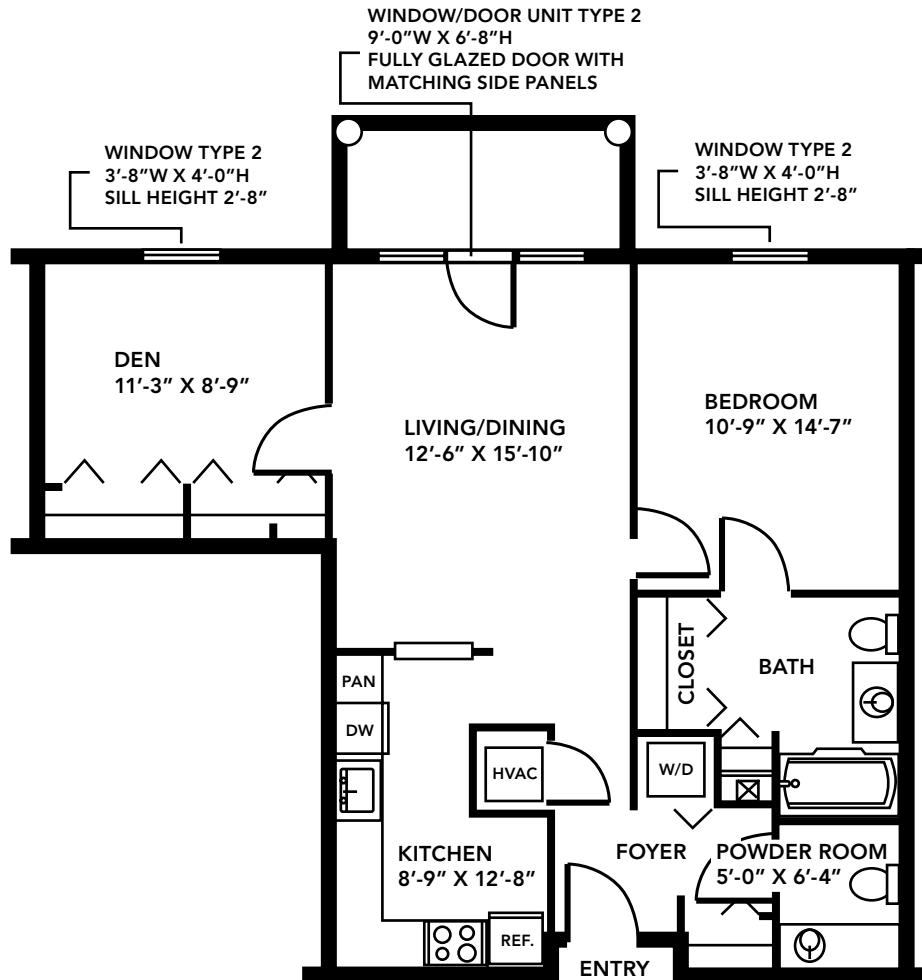 WINDOW/DOOR UNIT TYPE 2
9'-0”W X 6'-8”H
FULLY GLAZED DOOR WITH
MATCHING SIDE PANELS
WINDOW TYPE 2
3'-8”W X 4'-0”H
SILL HEIGHT 2'-8”
WINDOW TYPE 2
3'-8”W X 4'-0”H
SILL HEIGHT 2'-8”
DEN
11'-3” X 8'-9”
LIVING/DINING
12'-6” X 15'-10”
BEDROOM
10'-9” X 14'-7”
CLOSET
BATH
PAN
DW
HVAC
W/D
KITCHEN
8'-9” X 12'-8”
FOYER
POWDER ROOM
5'-0” X 6'-4”
REF.
ENTRY